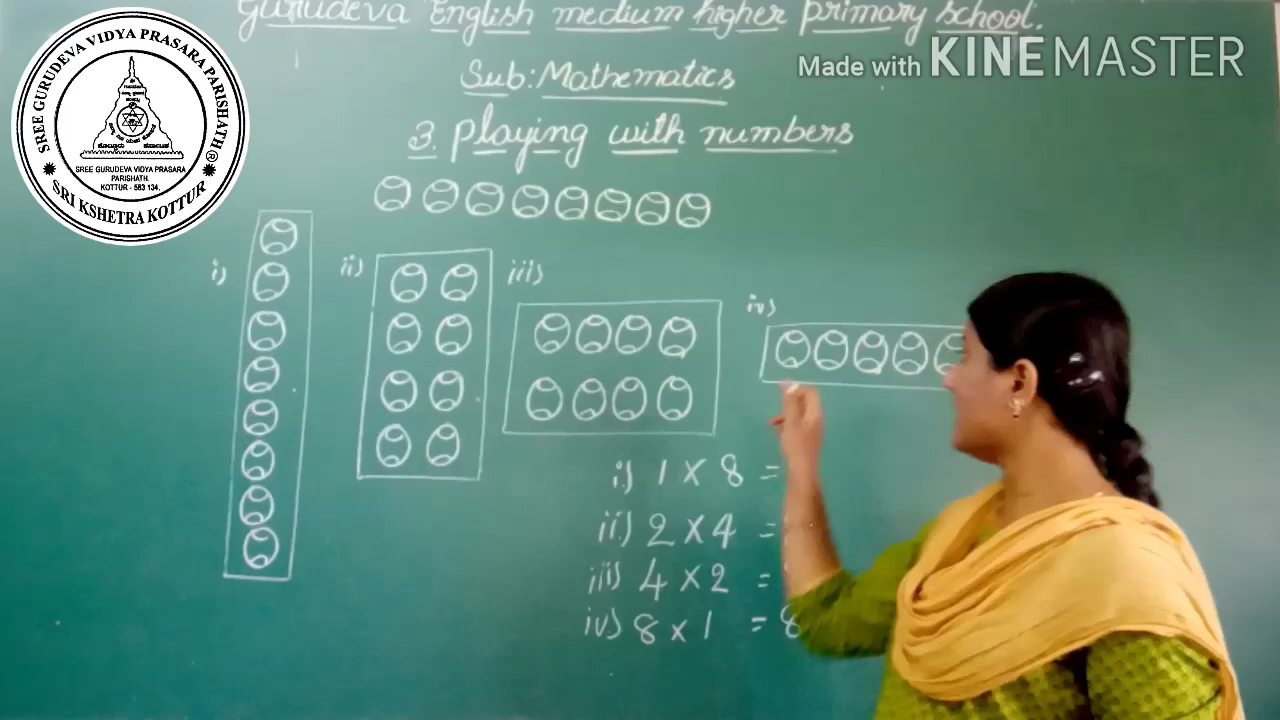 Gurudeva English medium higher primary school.
Made with KINEMASTER
Sub: Mathematics
3. Playing with numbers
SREE GURUDEVA VIDYA PRASARA PARISHATH®
SREE GURUDEVA VIDYA PRASARA
PARISHATH.
KOTTUR - 583 134.
SRI KSHETRA KOTTUR
i)
ii)
iii)
iv)
i) 1 X 8 =
ii) 2 X 4 =
iii) 4 X 2 =
iv) 8 x 1 = 8